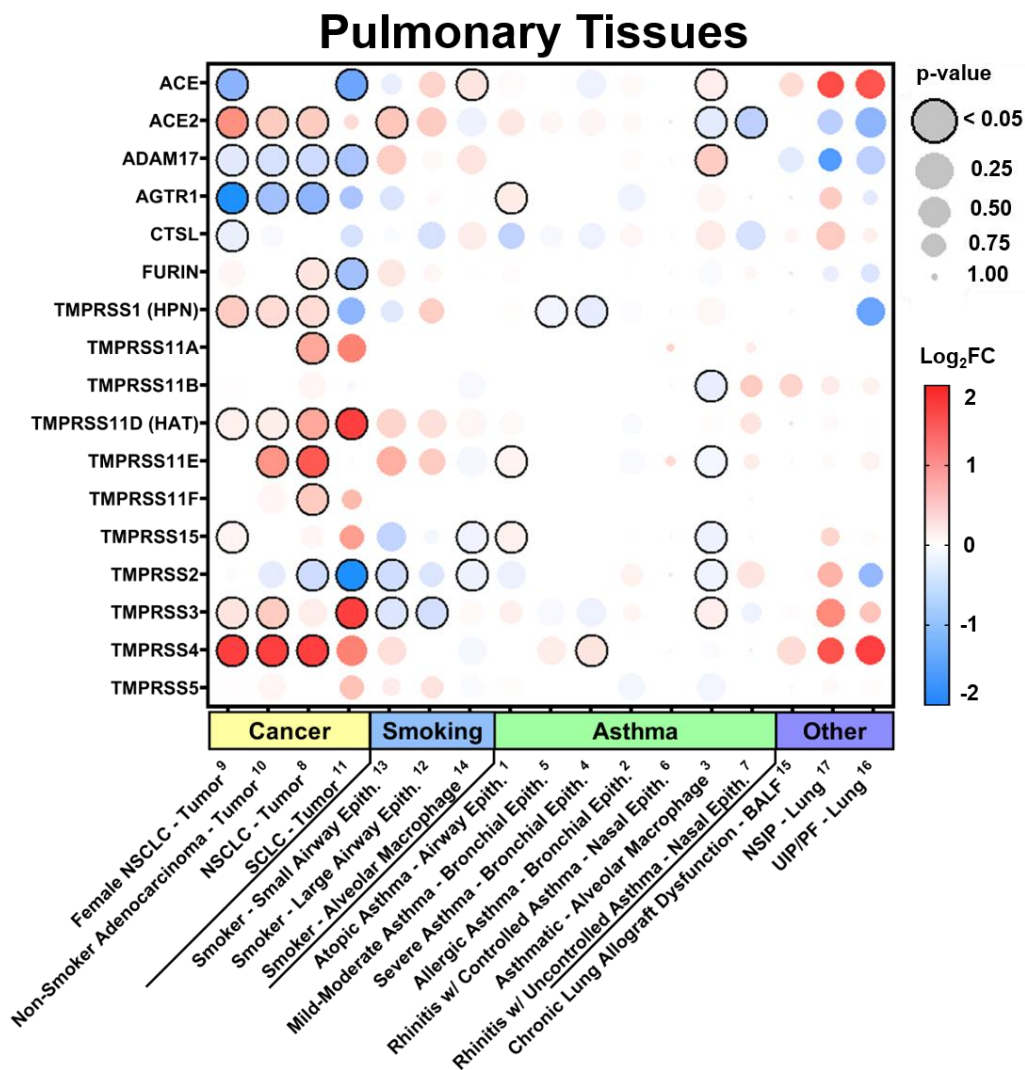 Pulmonary Tissues
ACE
ACE2
ADAM17
AGTR1
CTSL
FURIN
TMPRSS1 (HPN)
TMPRSS11A
TMPRSS11B
TMPRSS11D (HAT)
TMPRSS11E
TMPRSS11F
TMPRSS15
TMPRSS2
TMPRSS3
TMPRSS4
TMPRSS5
p-value
< 0.05
0.25
0.50
0.75
1.00
Log₂FC
2
1
0
-1
-2
Cancer Smoking Asthma Other
Female NSCLC - Tumor ⁹
Non-Smoker Adenocarcinoma - Tumor ¹⁰
NSCLC - Tumor ⁸
SCLC - Tumor ¹¹
Smoker - Small Airway Epith. ¹³
Smoker - Large Airway Epith. ¹²
Smoker - Alveolar Macrophage ¹⁴
Atopic Asthma - Airway Epith. ¹
Mild-Moderate Asthma - Bronchial Epith. ⁵
Severe Asthma - Bronchial Epith. ⁴
Allergic Asthma - Bronchial Epith. ²
Rhinitis w/ Controlled Asthma - Nasal Epith. ⁶
Asthmatic - Alveolar Macrophage ³
Rhinitis w/ Uncontrolled Asthma - Nasal Epith. ⁷
Chronic Lung Allograft Dysfunction - BALF ¹⁵
NSIP - Lung ¹⁷
UIP/PF - Lung ¹⁶